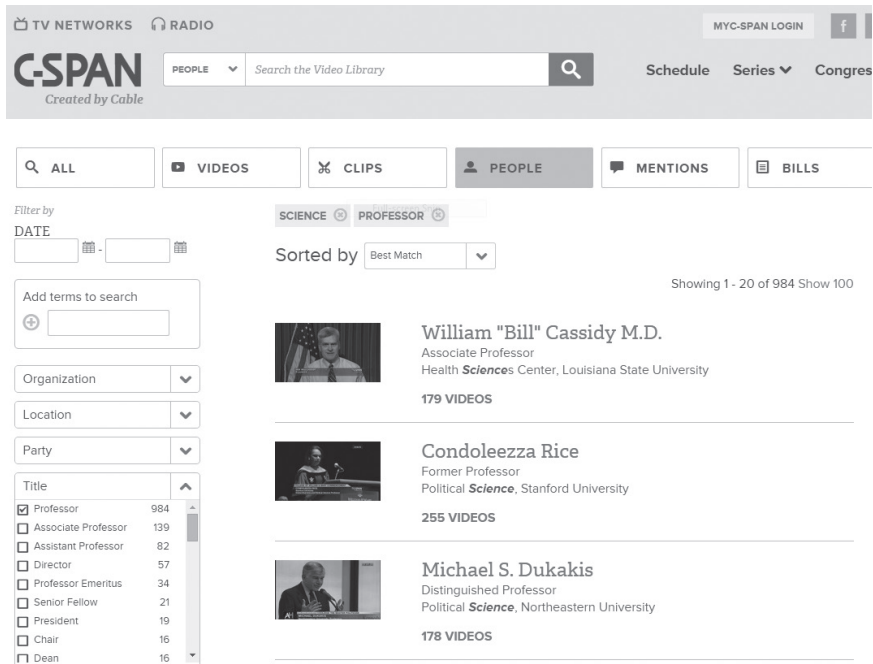 TV NETWORKS RADIO
MYC-SPAN LOGIN f
C-SPAN
Created by Cable
PEOPLE Search the Video Library
Schedule Series Congres
ALL VIDEOS CLIPS PEOPLE MENTIONS BILLS
Filter by
DATE
-
Add terms to search
Organization
Location
Party
Title
Professor 984
Associate Professor 139
Assistant Professor 82
Director 57
Professor Emeritus 34
Senior Fellow 21
President 19
Chair 16
Dean 16
SCIENCE PROFESSOR
Sorted by Best Match
Showing 1 - 20 of 984 Show 100
William "Bill" Cassidy M.D.
Associate Professor
Health Sciences Center, Louisiana State University
179 VIDEOS
Condoleezza Rice
Former Professor
Political Science, Stanford University
255 VIDEOS
Michael S. Dukakis
Distinguished Professor
Political Science, Northeastern University
178 VIDEOS